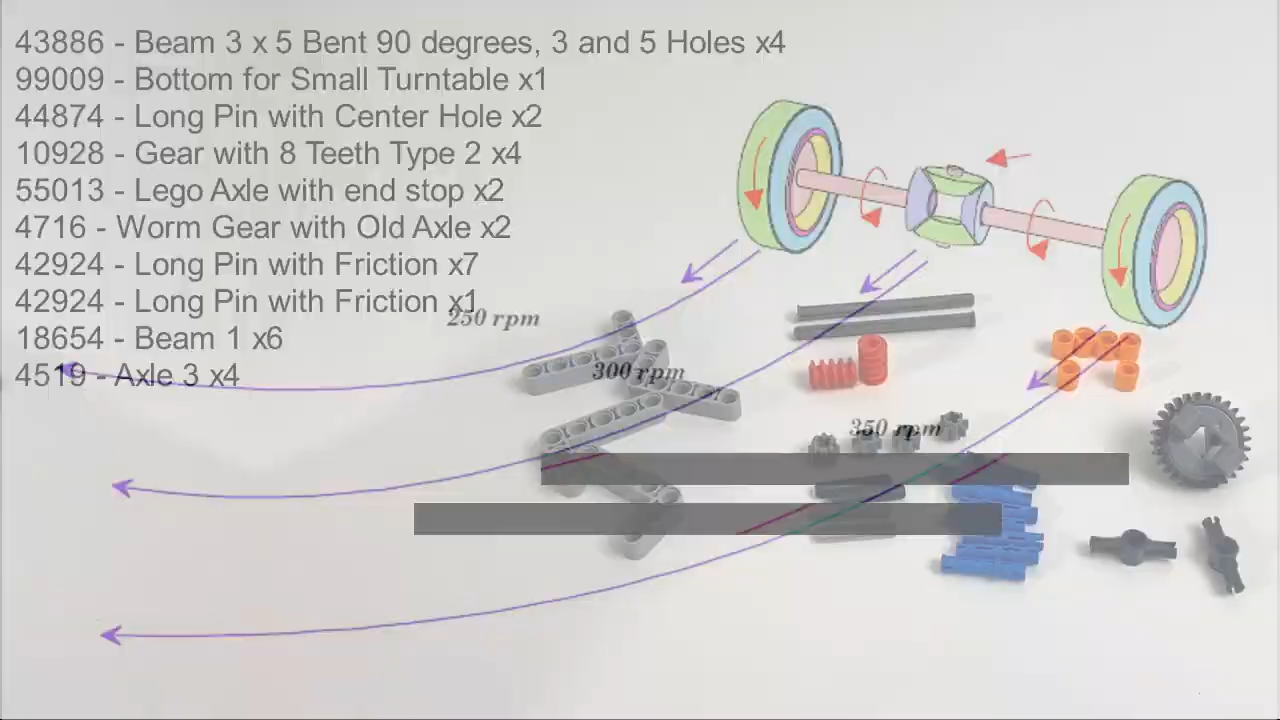 43886 - Beam 3 x 5 Bent 90 degrees, 3 and 5 Holes x4
99009 - Bottom for Small Turntable x1
44874 - Long Pin with Center Hole x2
10928 - Gear with 8 Teeth Type 2 x4
55013 - Lego Axle with end stop x2
4716 - Worm Gear with Old Axle x2
42924 - Long Pin with Friction x7
42924 - Long Pin with Friction x1
250 rpm
18654 - Beam 1 x6
4519 - Axle 3 x4
300 rpm
350 rpm